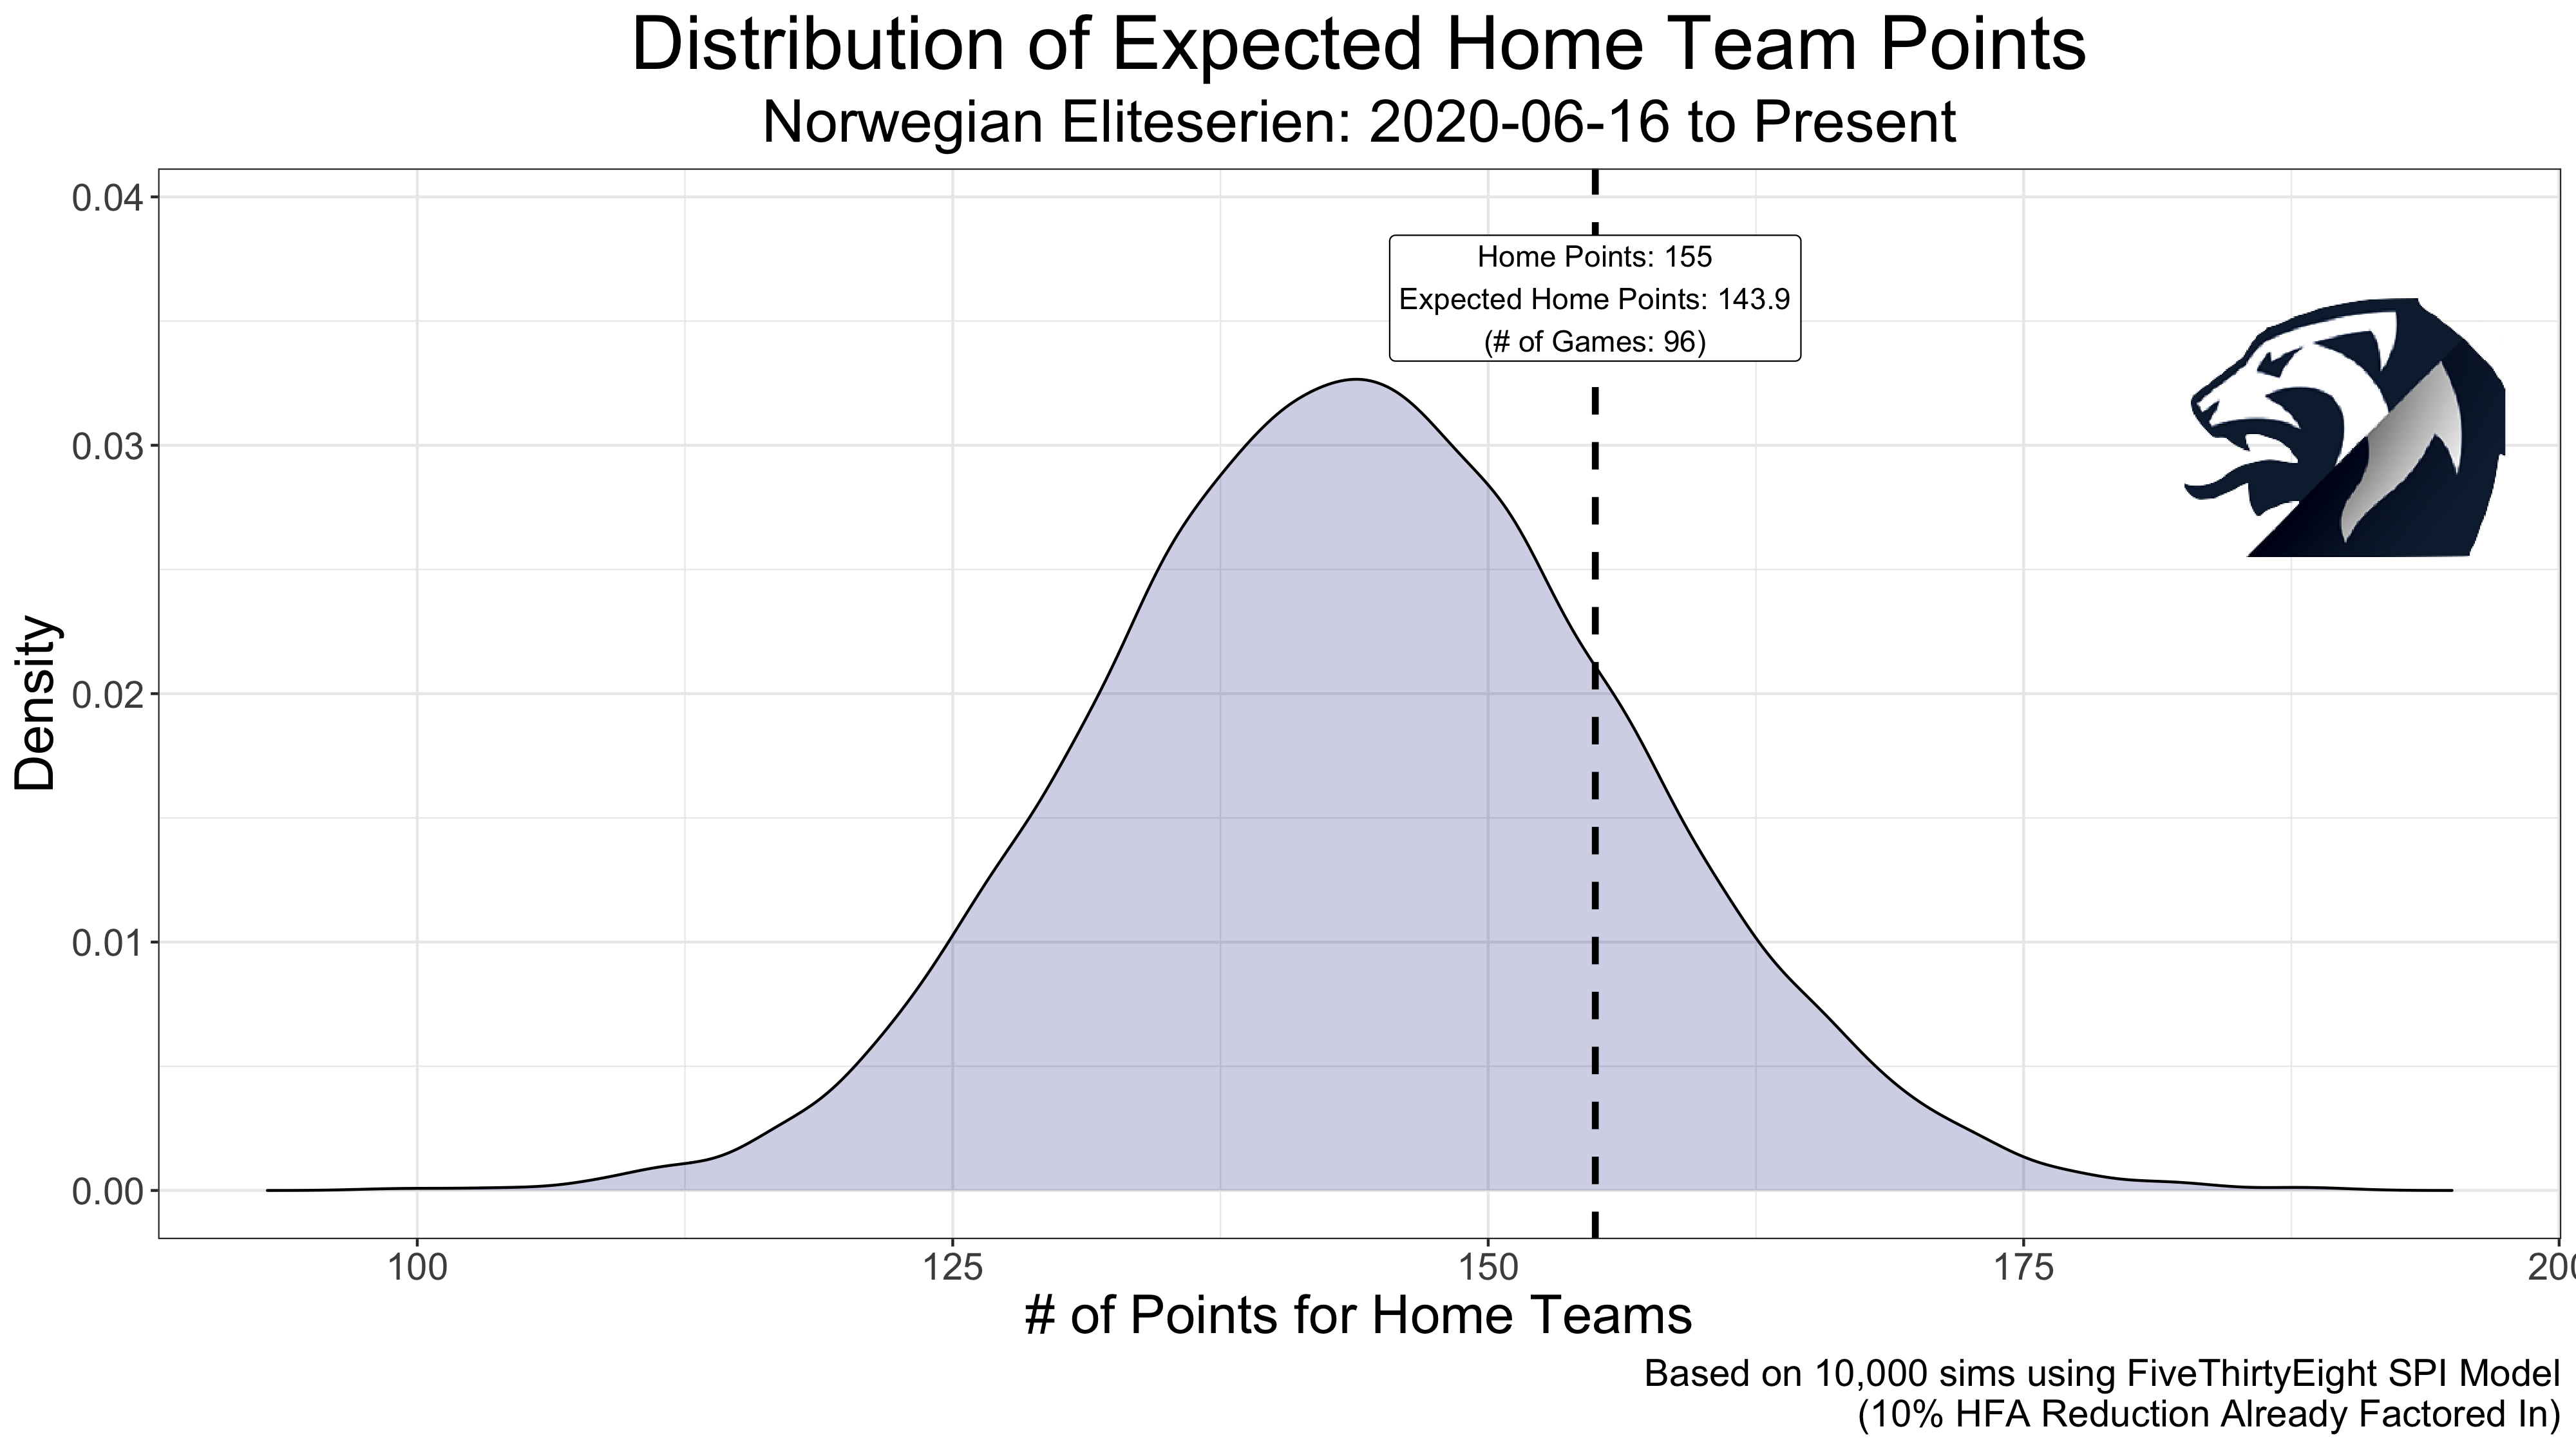 Distribution of Expected Home Team Points
Norwegian Eliteserien: 2020-06-16 to Present
0.04
Home Points: 155
Expected Home Points: 143.9
(# of Games: 96)
0.03
0.02
0.01
0.00
Density
100 125 150 175 200
# of Points for Home Teams
Based on 10,000 sims using FiveThirtyEight SPI Model
(10% HFA Reduction Already Factored In)